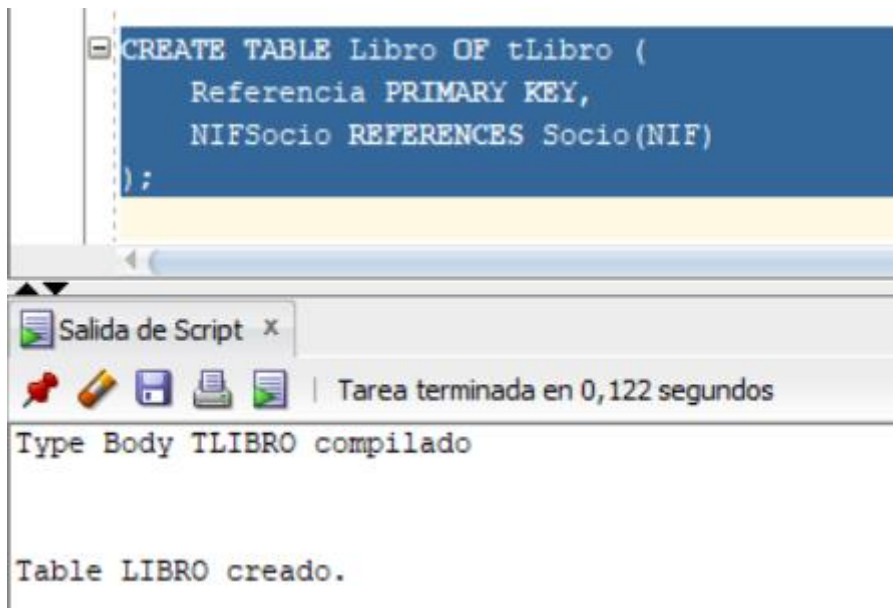 CREATE TABLE Libro OF tLibro (
Referencia PRIMARY KEY,
NIFSocio REFERENCES Socio(NIF)
);
Salida de Script x
Tarea terminada en 0,122 segundos
Type Body TLIBRO compilado
Table LIBRO creado.